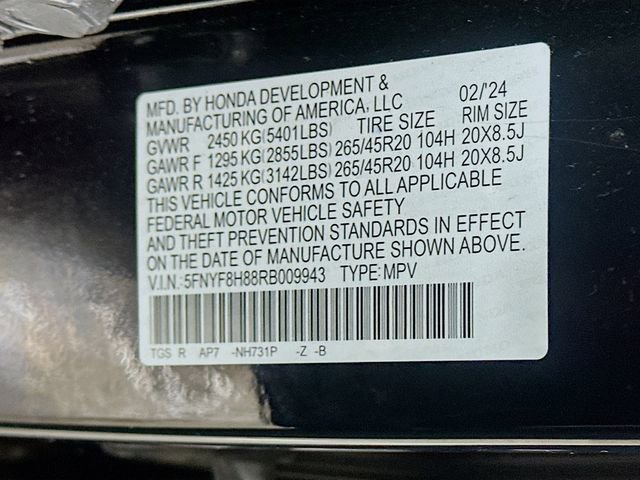 MFD. BY HONDA DEVELOPMENT &
MANUFACTURING OF AMERICA, LLC 02/'24
GVWR 2450 KG(5401LBS) TIRE SIZE RIM SIZE
GAWR F 1295 KG(2855LBS) 265/45R20 104H 20X8.5J
GAWR R 1425 KG(3142LBS) 265/45R20 104H 20X8.5J
THIS VEHICLE CONFORMS TO ALL APPLICABLE
FEDERAL MOTOR VEHICLE SAFETY
AND THEFT PREVENTION STANDARDS IN EFFECT
ON THE DATE OF MANUFACTURE SHOWN ABOVE.
V.I.N.: 5FNYF8H88RB009943 TYPE: MPV
TGS R AP7 -NH731P -Z -B